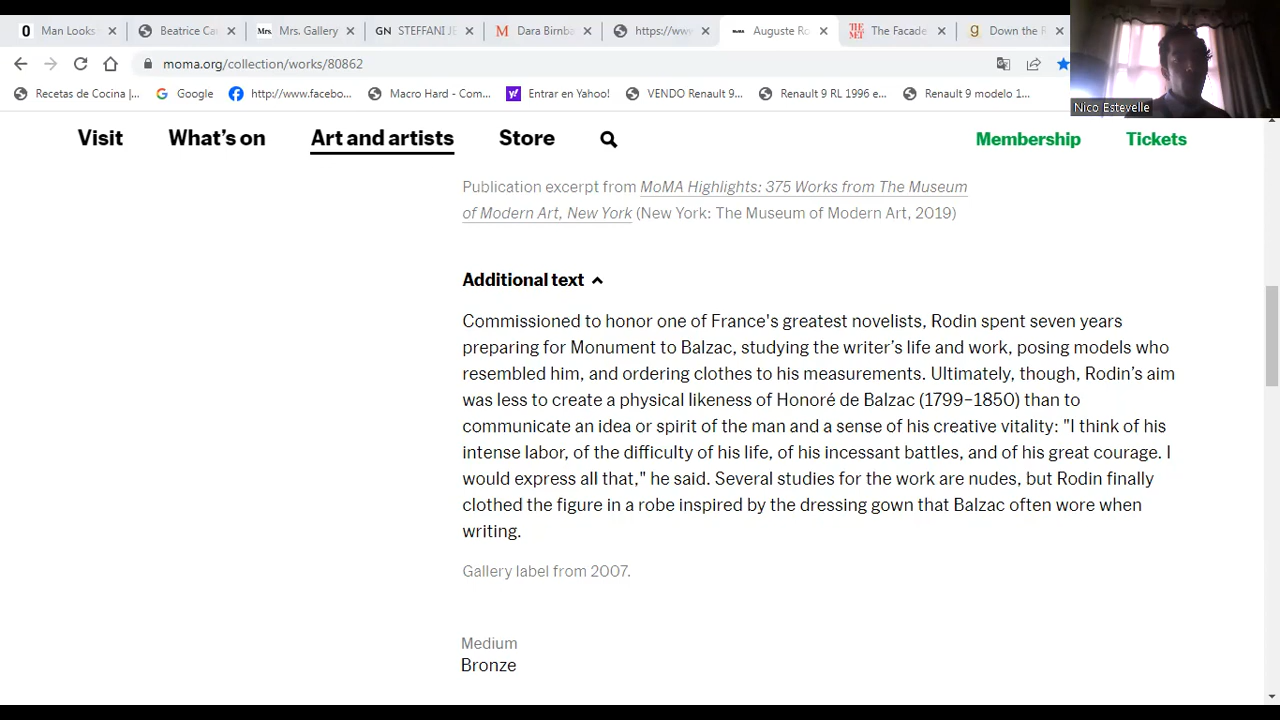 Man Looks
Beatrice Ca
Mrs. Mrs. Gallery
GN STEFFANI J
M Dara Birnba
https://ww
MoMA Auguste Ro
THE MET The Facade
g Down the R
moma.org/collection/works/80862
Recetas de Cocina |...
G Google
http://www.facebo...
Macro Hard - Com...
Entrar en Yahoo!
VENDO Renault 9...
Renault 9 RL 1996 e...
Renault 9 modelo 1...
Nico Estevelle
Visit
What's on
Art and artists
Store
Membership
Tickets
Publication excerpt from MoMA Highlights: 375 Works from The Museum
of Modern Art, New York (New York: The Museum of Modern Art, 2019)
Additional text
Commissioned to honor one of France's greatest novelists, Rodin spent seven years
preparing for Monument to Balzac, studying the writer’s life and work, posing models who
resembled him, and ordering clothes to his measurements. Ultimately, though, Rodin’s aim
was less to create a physical likeness of Honoré de Balzac (1799–1850) than to
communicate an idea or spirit of the man and a sense of his creative vitality: "I think of his
intense labor, of the difficulty of his life, of his incessant battles, and of his great courage. I
would express all that," he said. Several studies for the work are nudes, but Rodin finally
clothed the figure in a robe inspired by the dressing gown that Balzac often wore when
writing.
Gallery label from 2007.
Medium
Bronze